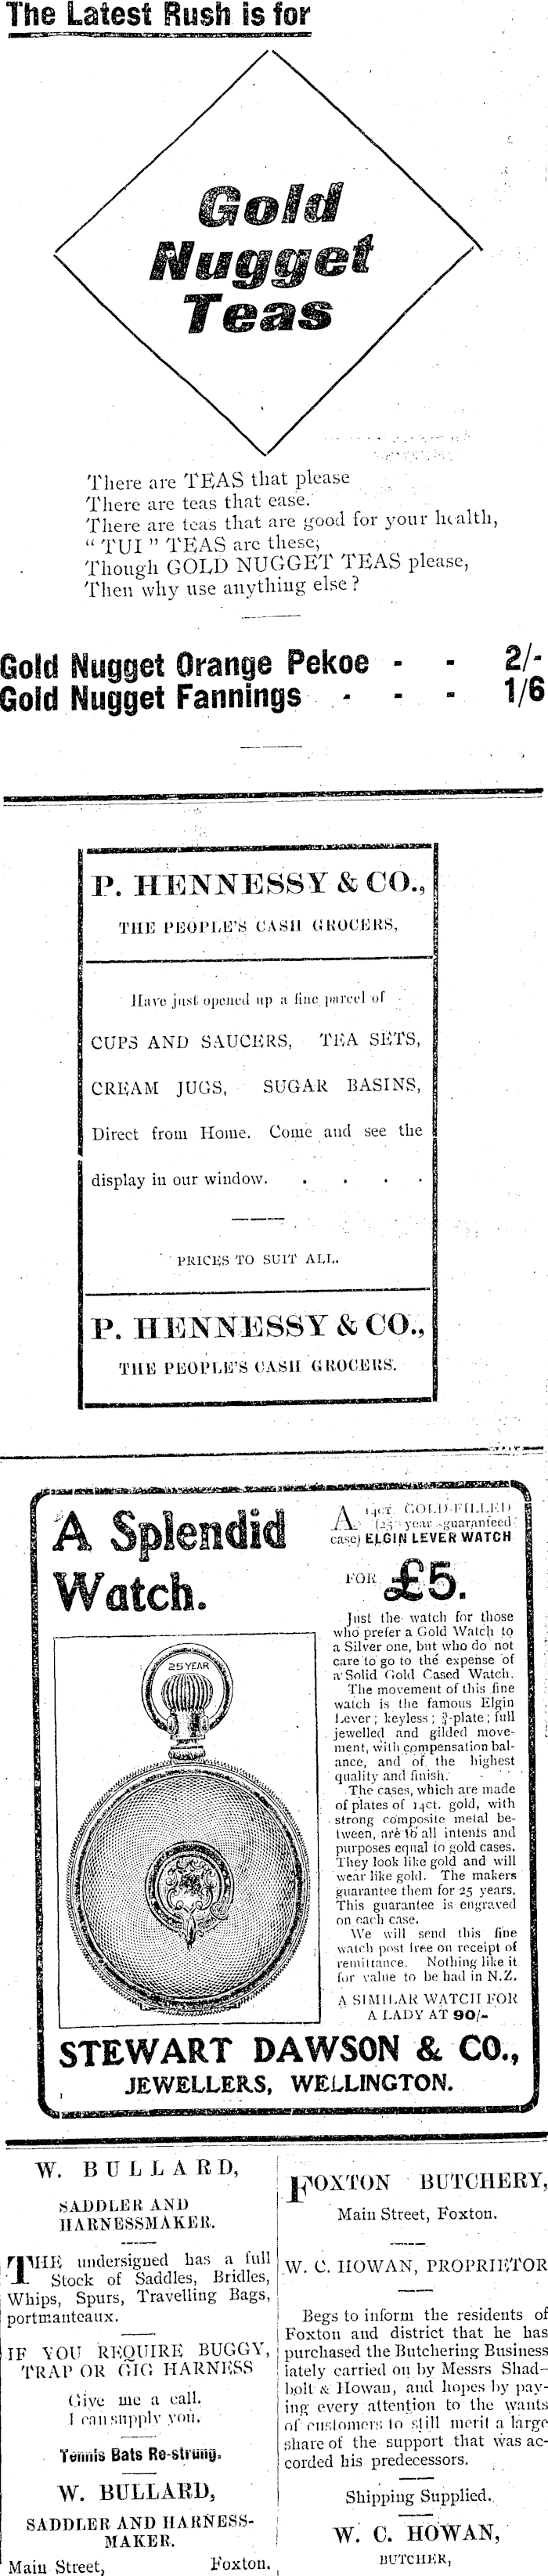 The Latest Rush is for
Gold
Nugget
Teas
There are TEAS that please
There are teas that ease.
There are teas that are good for your health,
“ TUI ” TEAS are these;
Though GOLD NUGGET TEAS please,
Then why use anything else ?
Gold Nugget Orange Pekoe - - 2/-
Gold Nugget Fannings - - - 1/6
P. HENNESSY & CO.,
THE PEOPLE'S CASH GROCERS,
Have just opened up a fine parcel of
CUPS AND SAUCERS, TEA SETS,
CREAM JUGS, SUGAR BASINS,
Direct from Home. Come and see the
display in our window. . . . .
PRICES TO SUIT ALL.
P. HENNESSY & CO.,
THE PEOPLE'S CASH GROCERS.
A Splendid
Watch.
25 YEAR
A 14CT. GOLD-FILLED
(25 year guaranteed
case) ELGIN LEVER WATCH
FOR £5.
Just the watch for those
who prefer a Gold Watch to
a Silver one, but who do not
care to go to the expense of
a Solid Gold Cased Watch.
The movement of this fine
watch is the famous Elgin
Lever ; keyless ; ¾-plate ; full
jewelled and gilded move-
ment, with compensation bal-
ance, and of the highest
quality and finish.
The cases, which are made
of plates of 14ct. gold, with
strong composite metal be-
tween, are to all intents and
purposes equal to gold cases.
They look like gold and will
wear like gold. The makers
guarantee them for 25 years.
This guarantee is engraved
on each case.
We will send this fine
watch post free on receipt of
remittance. Nothing like it
for value to be had in N.Z.
A SIMILAR WATCH FOR
A LADY AT 90/-
STEWART DAWSON & CO.,
JEWELLERS, WELLINGTON.
W. BULLARD,
SADDLER AND
HARNESSMAKER.
THE undersigned has a full
Stock of Saddles, Bridles,
Whips, Spurs, Travelling Bags,
portmanteaux.
IF YOU REQUIRE BUGGY,
TRAP OR GIG HARNESS
Give me a call.
I can supply you.
Tennis Bats Re-strung.
W. BULLARD,
SADDLER AND HARNESS-
MAKER.
Main Street, Foxton.
FOXTON BUTCHERY,
Main Street, Foxton.
W. C. HOWAN, PROPRIETOR
Begs to inform the residents of
Foxton and district that he has
purchased the Butchering Business
lately carried on by Messrs Shad-
bolt & Howan, and hopes by pay-
ing every attention to the wants
of customers to still merit a large
share of the support that was ac-
corded his predecessors.
Shipping Supplied.
W. C. HOWAN,
BUTCHER,